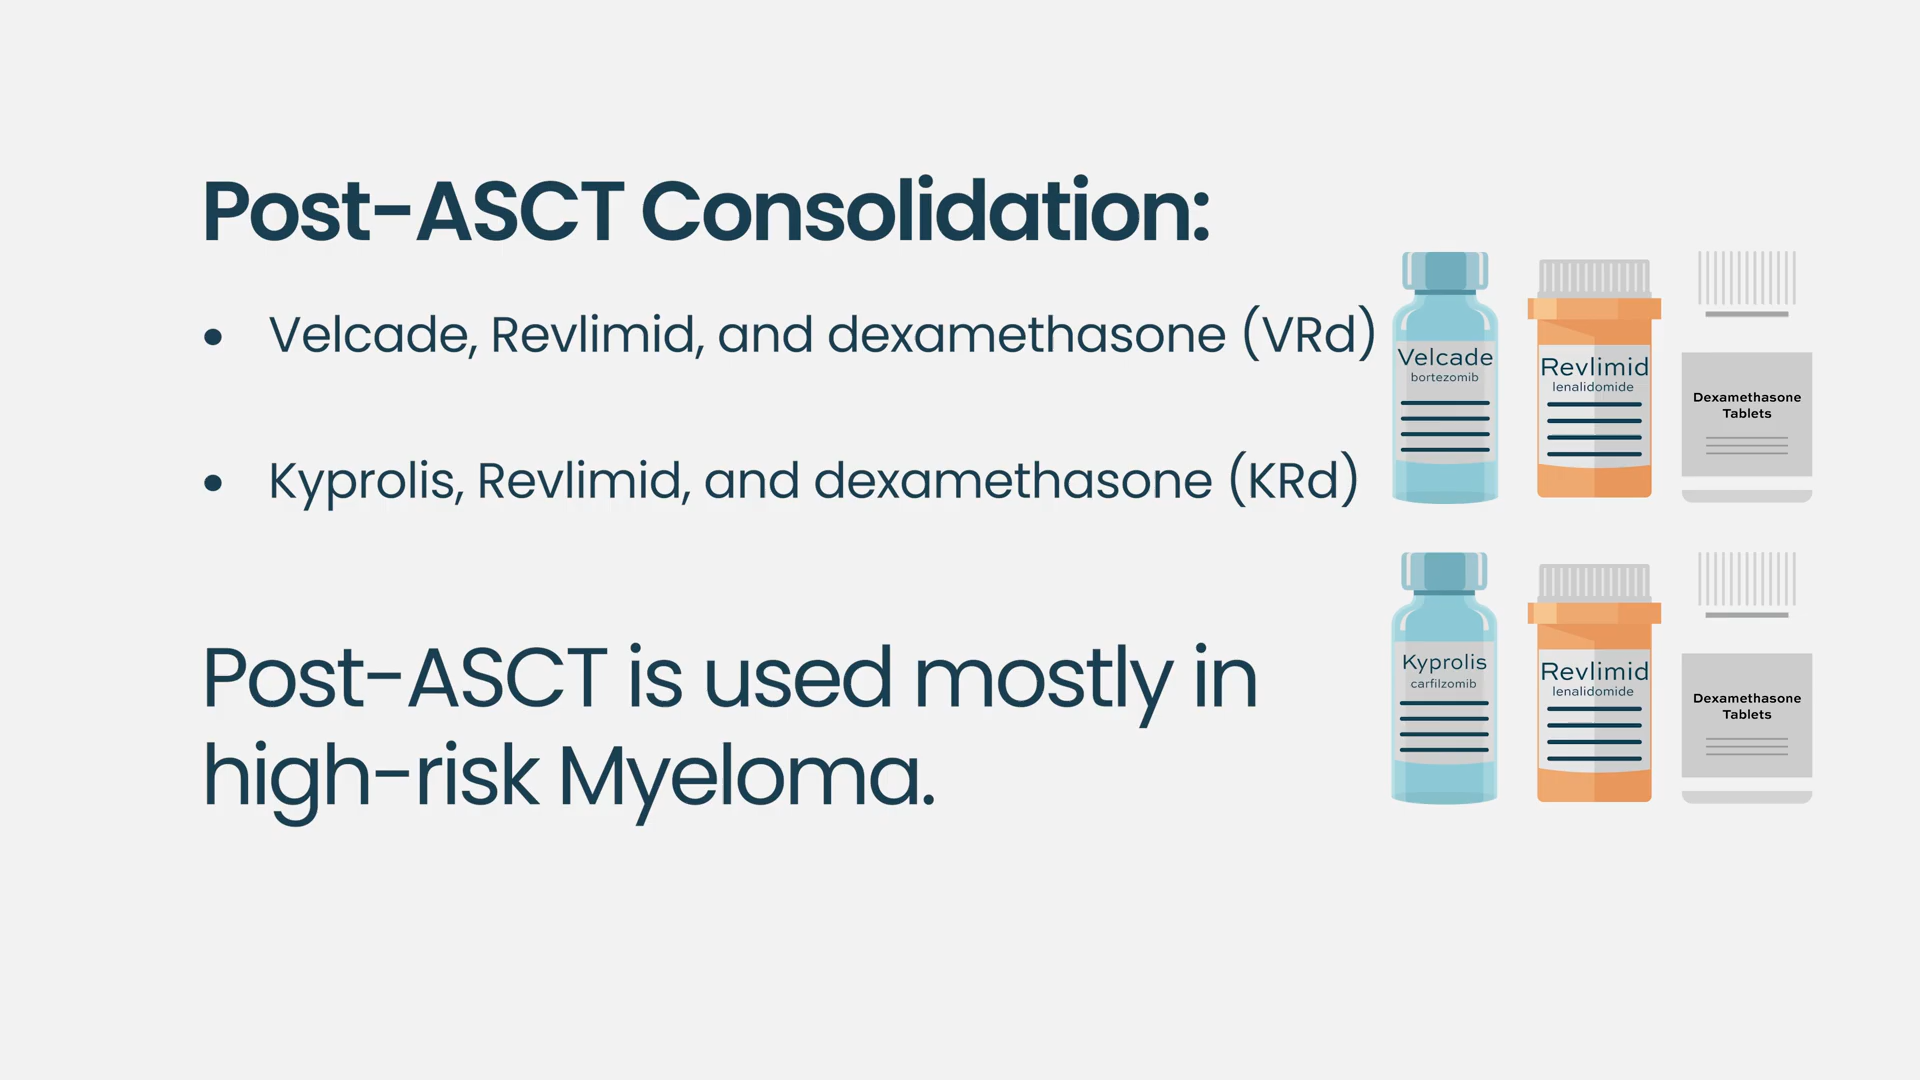 Post-ASCT Consolidation:
• Velcade, Revlimid, and dexamethasone (VRd)
• Kyprolis, Revlimid, and dexamethasone (KRd)
Post-ASCT is used mostly in
high-risk Myeloma.
Velcade
bortezomib
Revlimid
lenalidomide
Dexamethasone
Tablets
Kyprolis
carfilzomib
Revlimid
lenalidomide
Dexamethasone
Tablets